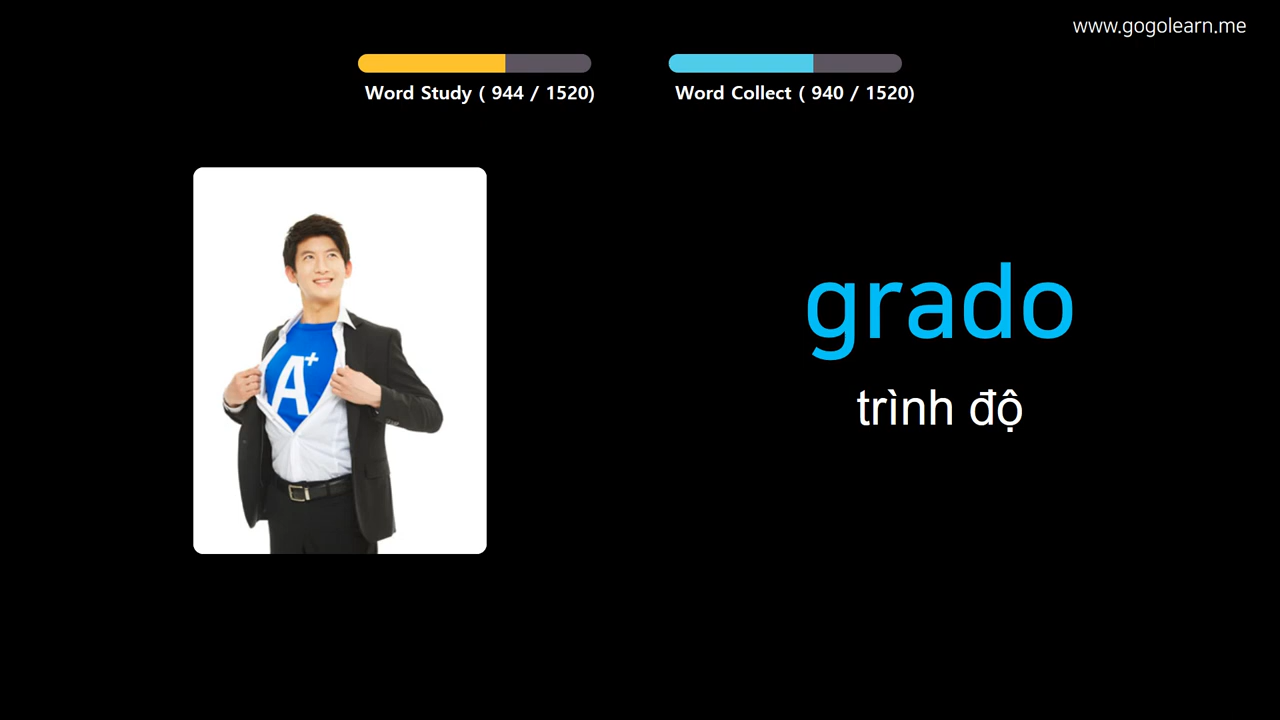 www.gogolearn.me
Word Study ( 944 / 1520)
Word Collect ( 940 / 1520)
A+
grado
trình độ